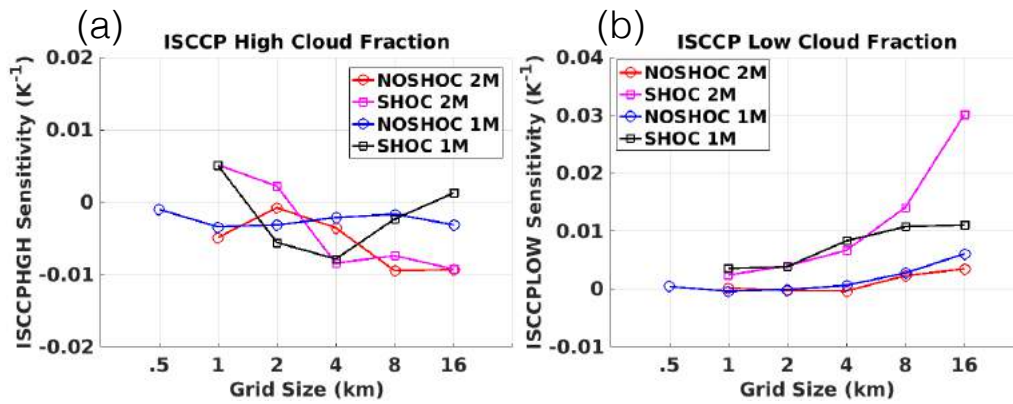 (a)
ISCCP High Cloud Fraction
ISCCPHGH Sensitivity (K⁻¹)
0.02
0.01
0
-0.01
-0.02
NOSHOC 2M
SHOC 2M
NOSHOC 1M
SHOC 1M
.5 1 2 4 8 16
Grid Size (km)
(b)
ISCCP Low Cloud Fraction
ISCCPLOW Sensitivity (K⁻¹)
0.04
0.03
0.02
0.01
0
-0.01
NOSHOC 2M
SHOC 2M
NOSHOC 1M
SHOC 1M
.5 1 2 4 8 16
Grid Size (km)